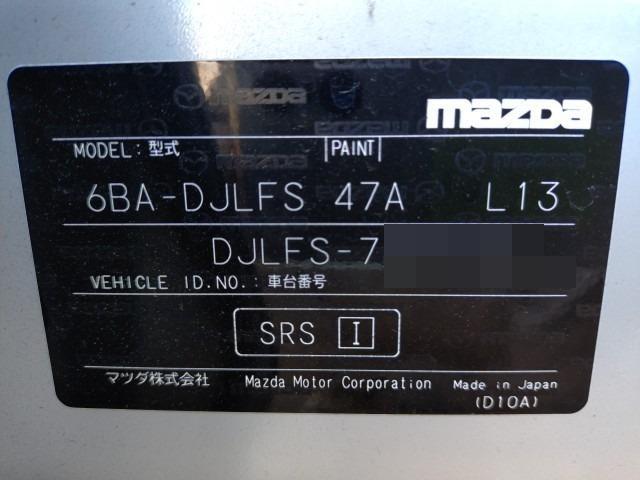 mazda
MODEL: 型式 |PAINT|
6BA-DJLFS 47A L13
DJLFS-7
VEHICLE ID.NO.: 車台番号
SRS I
マツダ株式会社 Mazda Motor Corporation Made in Japan
(D10A)